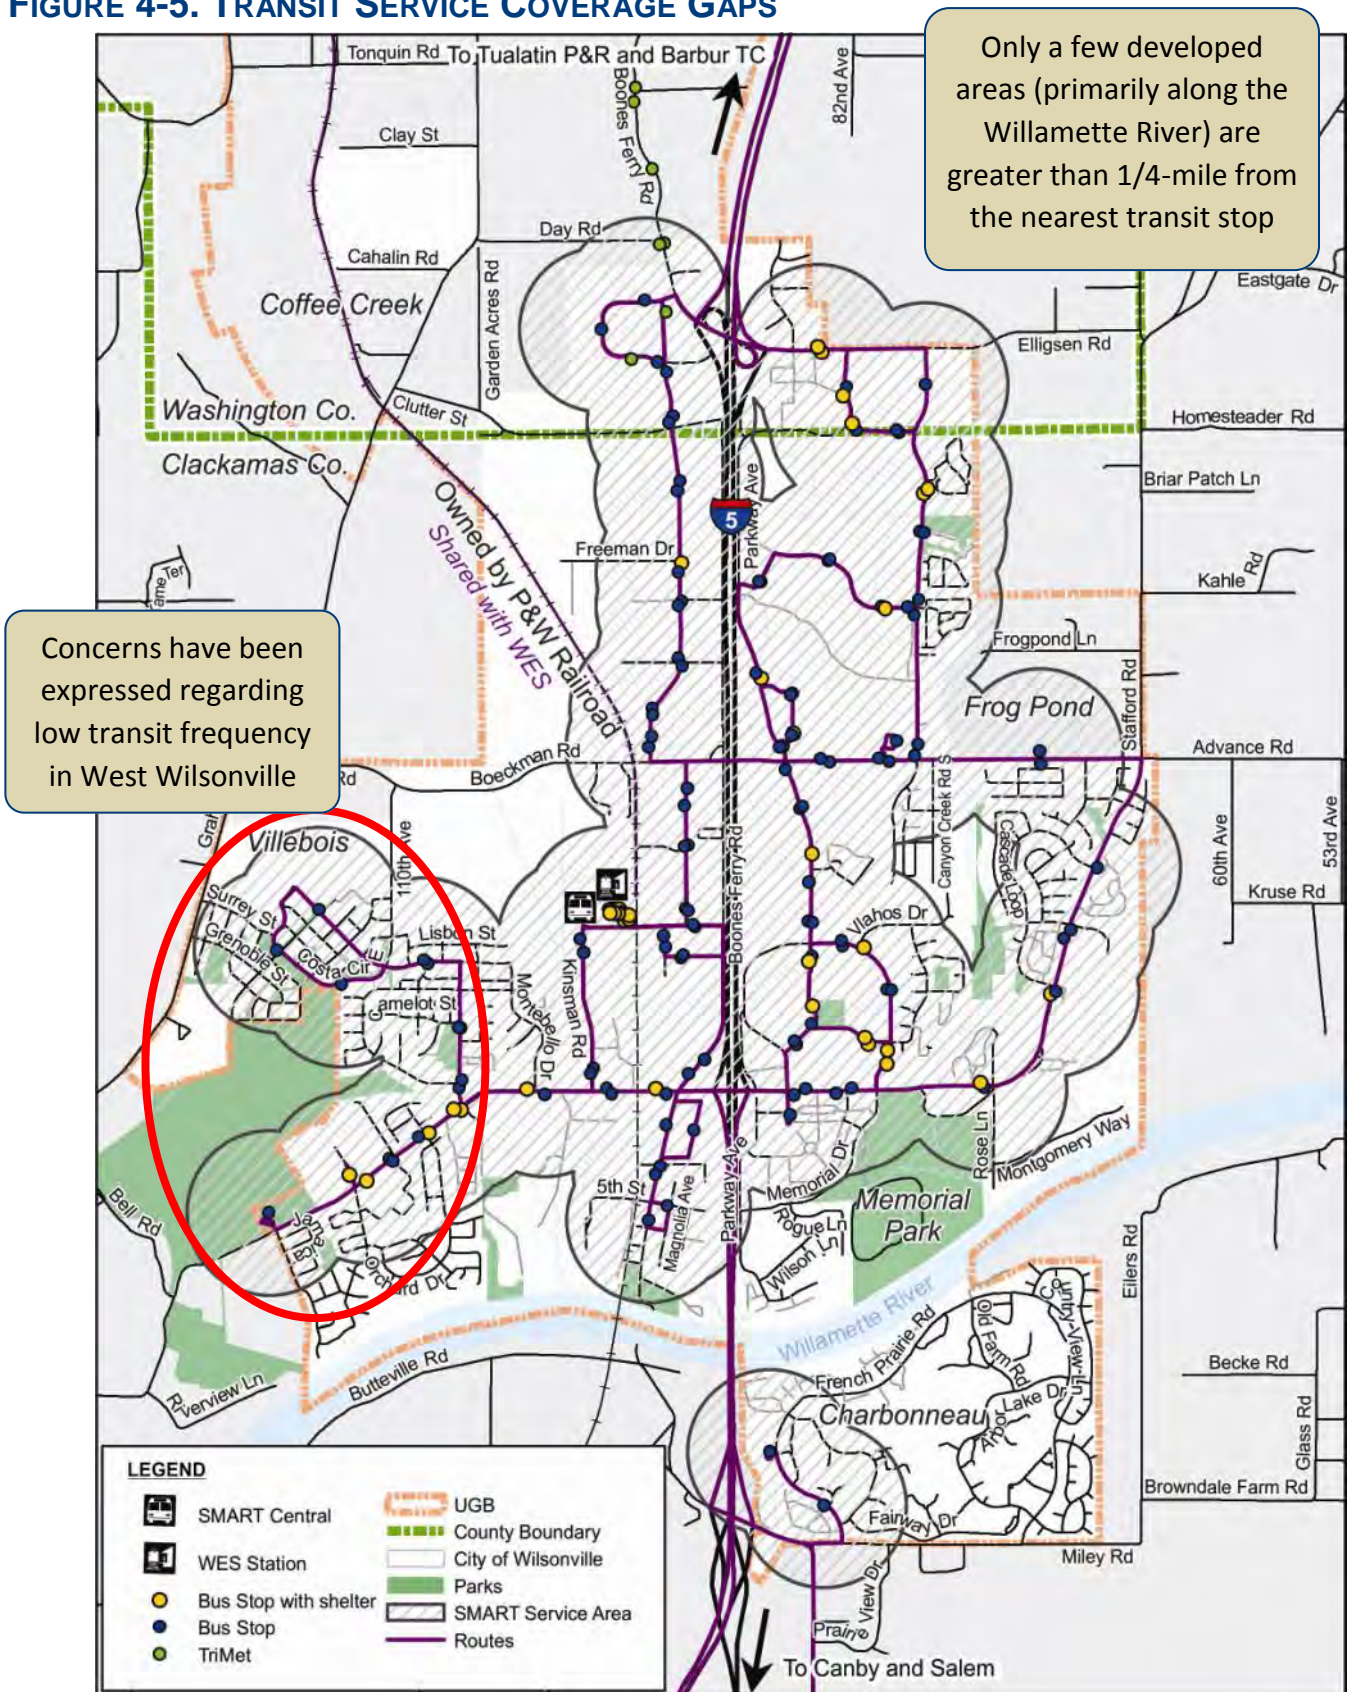 FIGURE 4-5. TRANSIT SERVICE COVERAGE GAPS
Only a few developed
areas (primarily along the
Willamette River) are
greater than 1/4-mile from
the nearest transit stop
Tonquin Rd
To Tualatin P&R and Barbur TC
82nd Ave
Boones Ferry Rd
Clay St
Day Rd
Cahalin Rd
Garden Acres Rd
Coffee Creek
Eastgate Dr
Elligsen Rd
Washington Co.
Clutter St
Homesteader Rd
Clackamas Co.
Briar Patch Ln
Owned by P&W Railroad
Shared with WES
5
Parkway Ave
Freeman Dr
Kahle Rd
Ter
Frogpond Ln
Concerns have been
expressed regarding
low transit frequency
in West Wilsonville
Frog Pond
Stafford Rd
Boeckman Rd
Rd
Advance Rd
Canyon Creek Rd S
60th Ave
53rd Ave
Villebois
110th Ave
Boones Ferry Rd
Cascade Loop
Kruse Rd
Surrey St
Grenoble St
Costa Cir E
Lisbon St
Vlahos Dr
Kinsman Rd
Montebello Dr
amelot St
Rose Ln
Montgomery Way
Parkway Ave
Memorial Dr
5th St
Magnolia Ave
Memorial
Park
Rogue Ln
Wilson Ln
Bell Rd
Jamaica
Orchard Dr
Eilers Rd
Willamette River
French Prairie Rd
Old Farm Rd
Country View Ln
Butteville Rd
Riverview Ln
Becke Rd
Charbonneau
Arbor Lake Dr
Glass Rd
Browndale Farm Rd
Fairway Dr
Miley Rd
Prairie View Dr
To Canby and Salem
LEGEND
SMART Central
WES Station
Bus Stop with shelter
Bus Stop
TriMet
UGB
County Boundary
City of Wilsonville
Parks
SMART Service Area
Routes